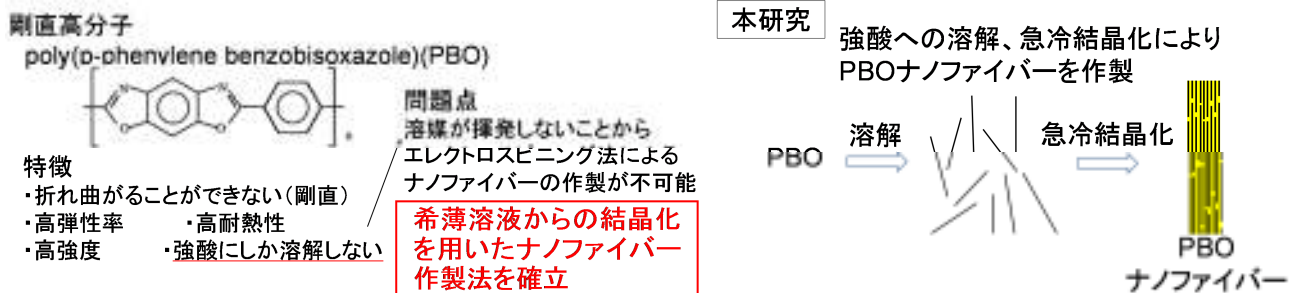 剛直高分子
poly(p-phenylene benzobisoxazole)(PBO)
N
N
O
O
n
問題点
溶媒が揮発しないことから
エレクトロスピニング法による
ナノファイバーの作製が不可能
特徴
・折れ曲がることができない(剛直)
・高弾性率 ・高耐熱性
・高強度 ・強酸にしか溶解しない
希薄溶液からの結晶化
を用いたナノファイバー
作製法を確立
本研究
強酸への溶解、急冷結晶化により
PBOナノファイバーを作製
PBO
溶解
急冷結晶化
PBO
ナノファイバー